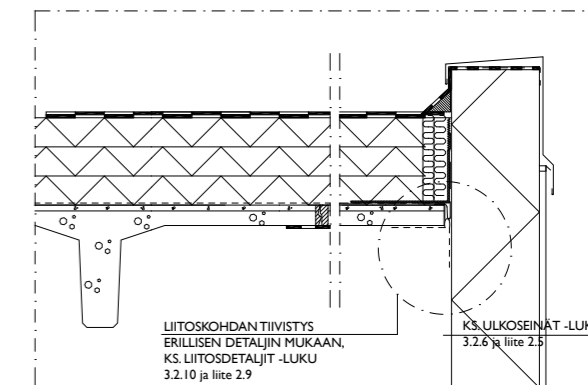 LIITOSKOHDAN TIIVISTYS
ERILLISEN DETALJIN MUKAAN,
KS. LIITOSDETALJIT -LUKU
3.2.10 ja liite 2.9
KS. ULKOSEINÄT -LUK
3.2.6 ja liite 2.5